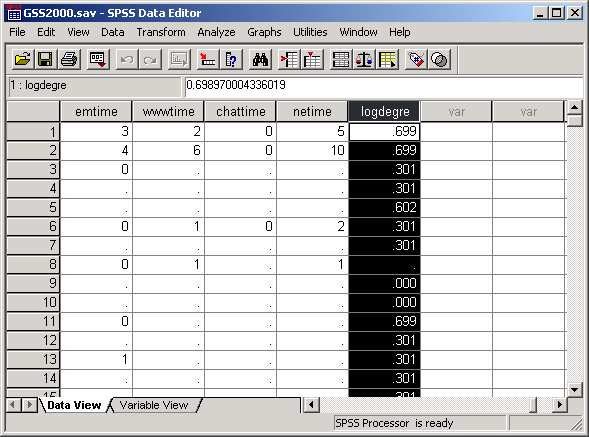 GSS2000.sav - SPSS Data Editor
File Edit View Data Transform Analyze Graphs Utilities Window Help
1 : logdegre 0.698970004336019
emtime wwwtime chattime netime logdegre var var
1 3 2 0 5 .699
2 4 6 0 10 .699
3 0 . . . .301
4 . . . . .301
5 . . . . .602
6 0 1 0 2 .301
7 . . . . .301
8 0 1 . 1 .
9 . . . . .000
10 . . . . .000
11 0 . . . .699
12 . . . . .301
13 1 . . . .301
14 . . . . .301
Data View Variable View
SPSS Processor is ready